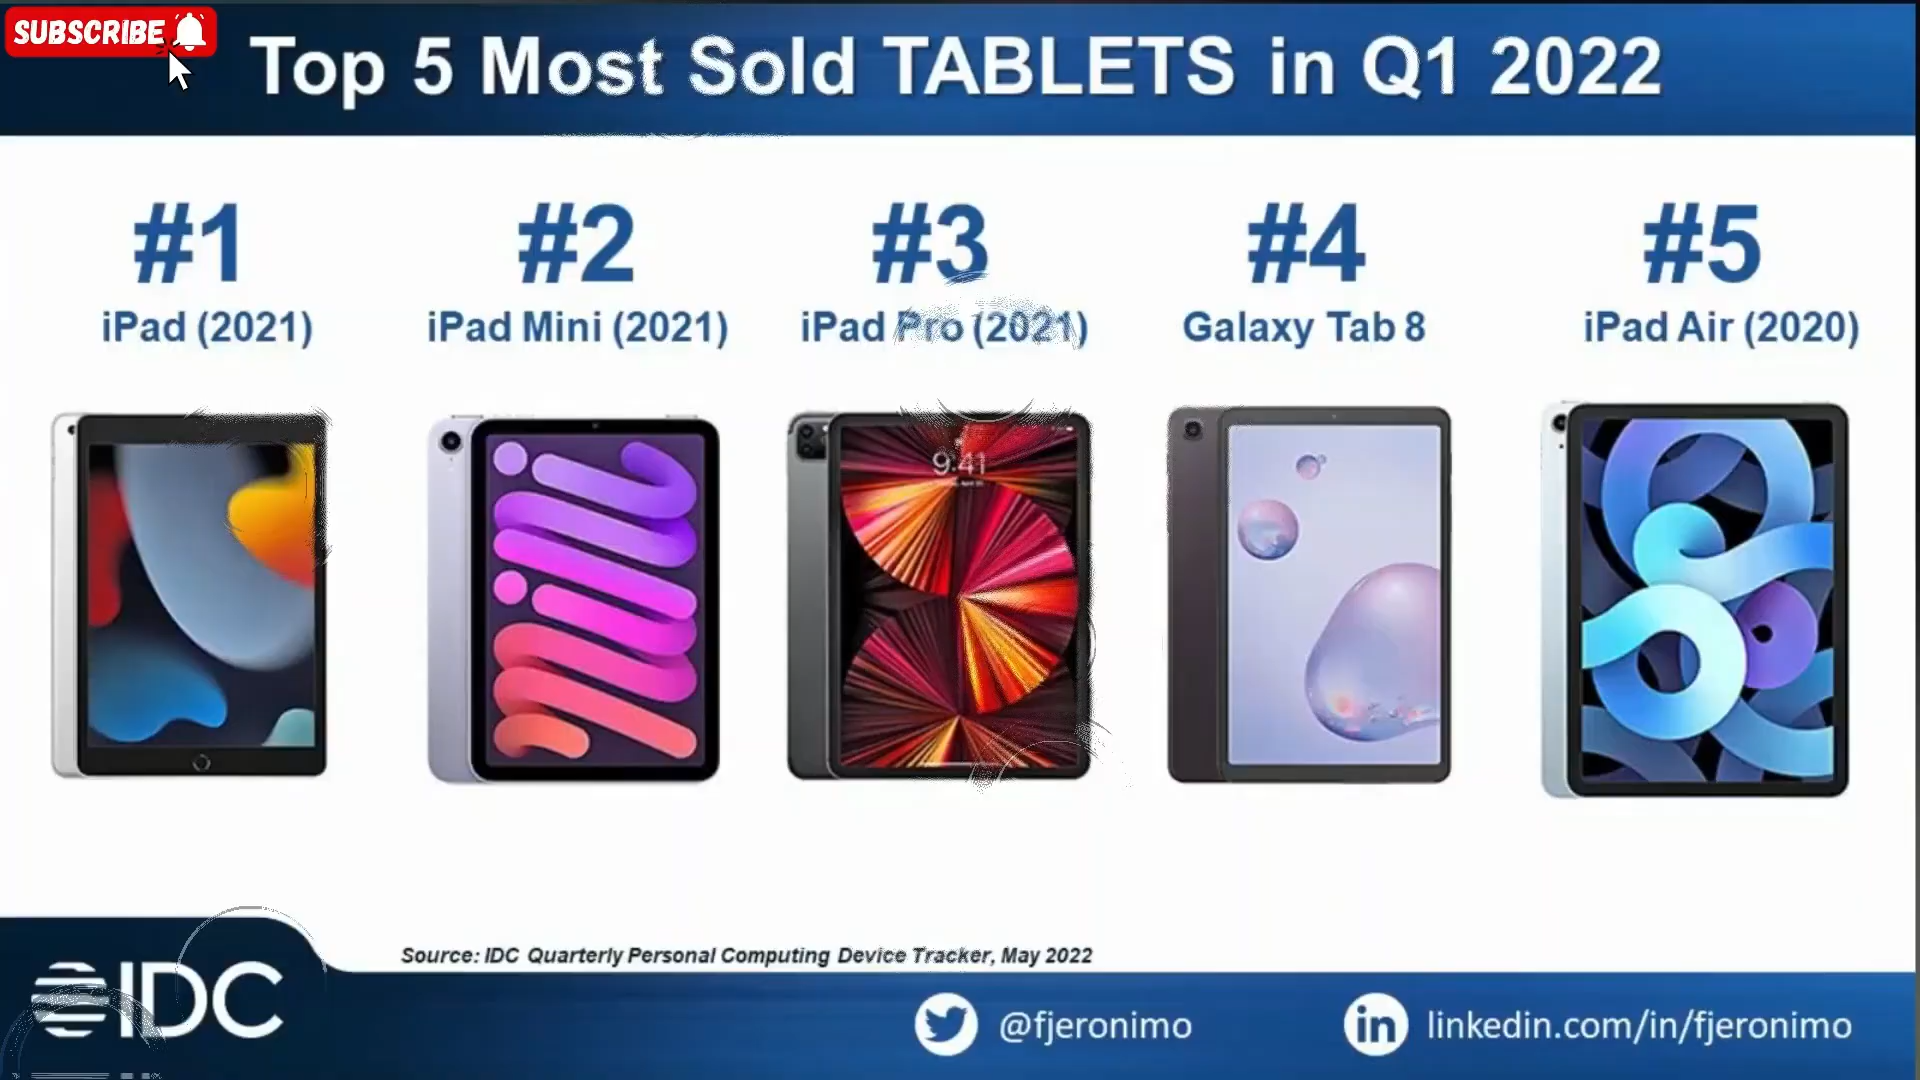 SUBSCRIBE
Top 5 Most Sold TABLETS in Q1 2022
#1 #2 #3 #4 #5
iPad (2021) iPad Mini (2021) iPad Pro (2021) Galaxy Tab 8 iPad Air (2020)
9:41
Source: IDC Quarterly Personal Computing Device Tracker, May 2022
IDC
@fjeronimo
in linkedin.com/in/fjeronimo